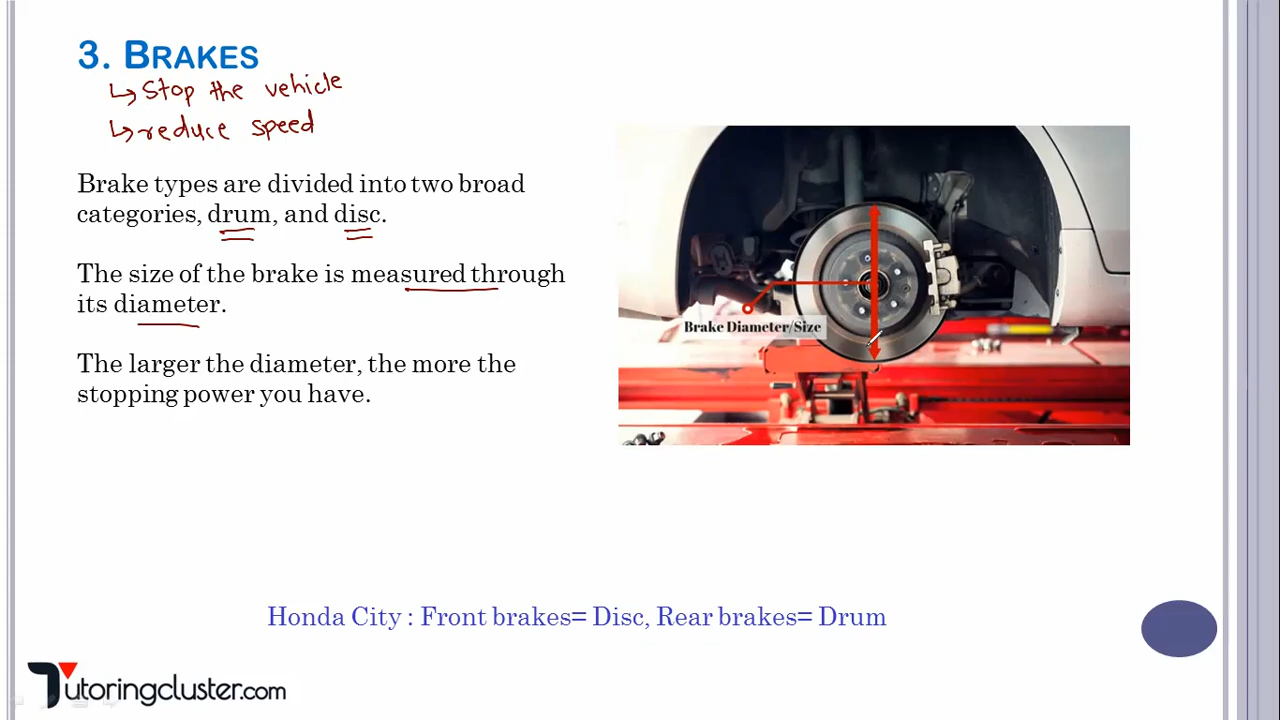 3. BRAKES
↳ Stop the vehicle
↳ reduce speed
Brake types are divided into two broad
categories, drum, and disc.
The size of the brake is measured through
its diameter.
The larger the diameter, the more the
stopping power you have.
Brake Diameter/Size
Honda City : Front brakes= Disc, Rear brakes= Drum
Tutoringcluster.com